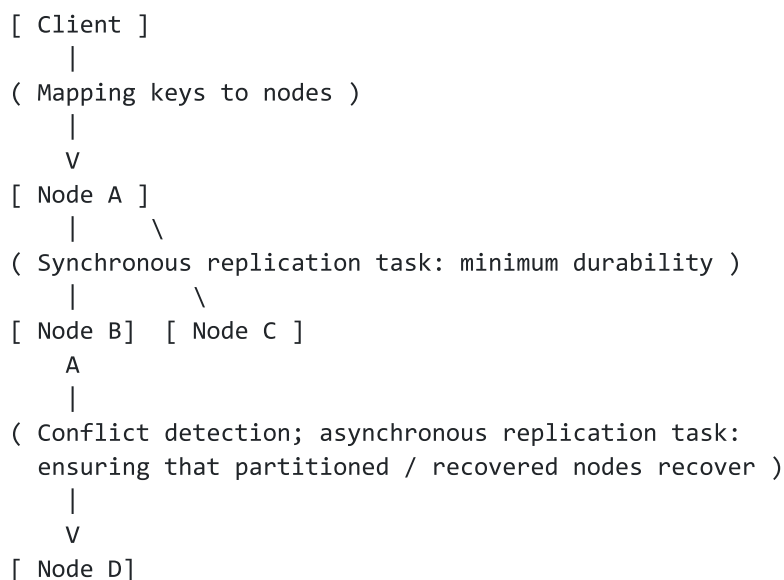 [ Client ]
|
( Mapping keys to nodes )
|
V
[ Node A ]
|     \
( Synchronous replication task: minimum durability )
|        \
[ Node B]  [ Node C ]
A
|
( Conflict detection; asynchronous replication task:
ensuring that partitioned / recovered nodes recover )
|
V
[ Node D]